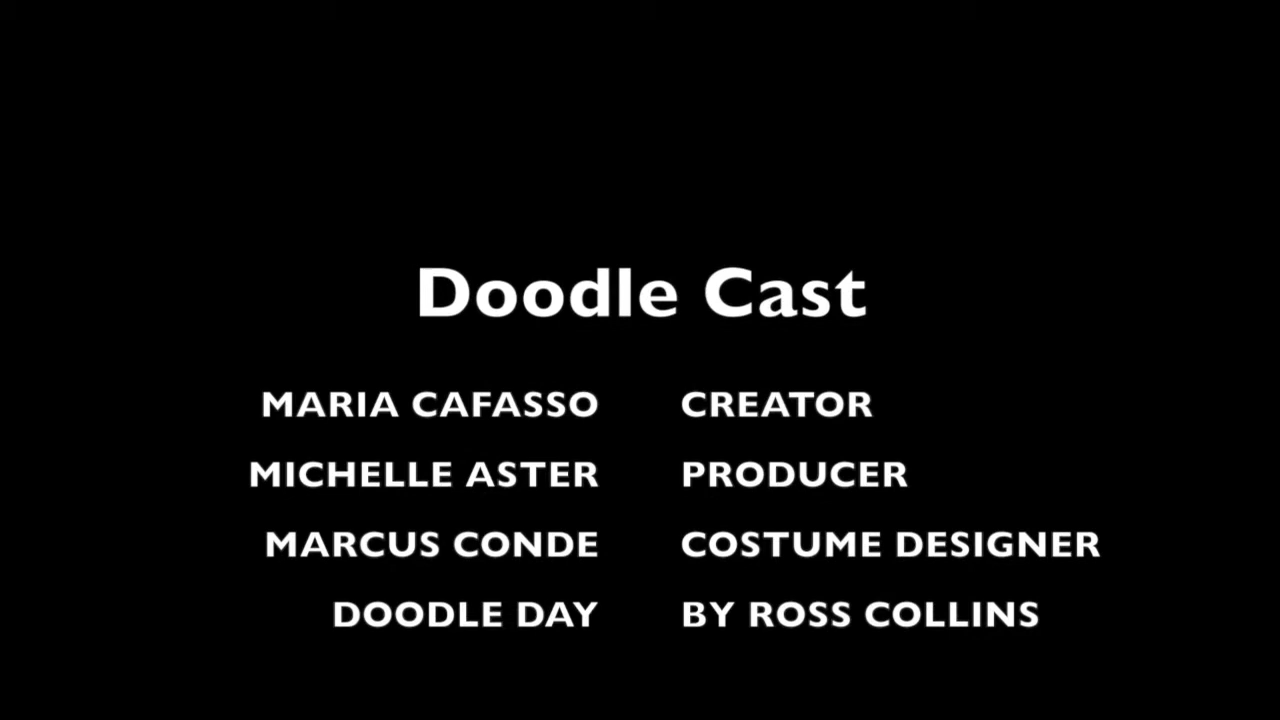 Doodle Cast
MARIA CAFASSO CREATOR
MICHELLE ASTER PRODUCER
MARCUS CONDE COSTUME DESIGNER
DOODLE DAY BY ROSS COLLINS